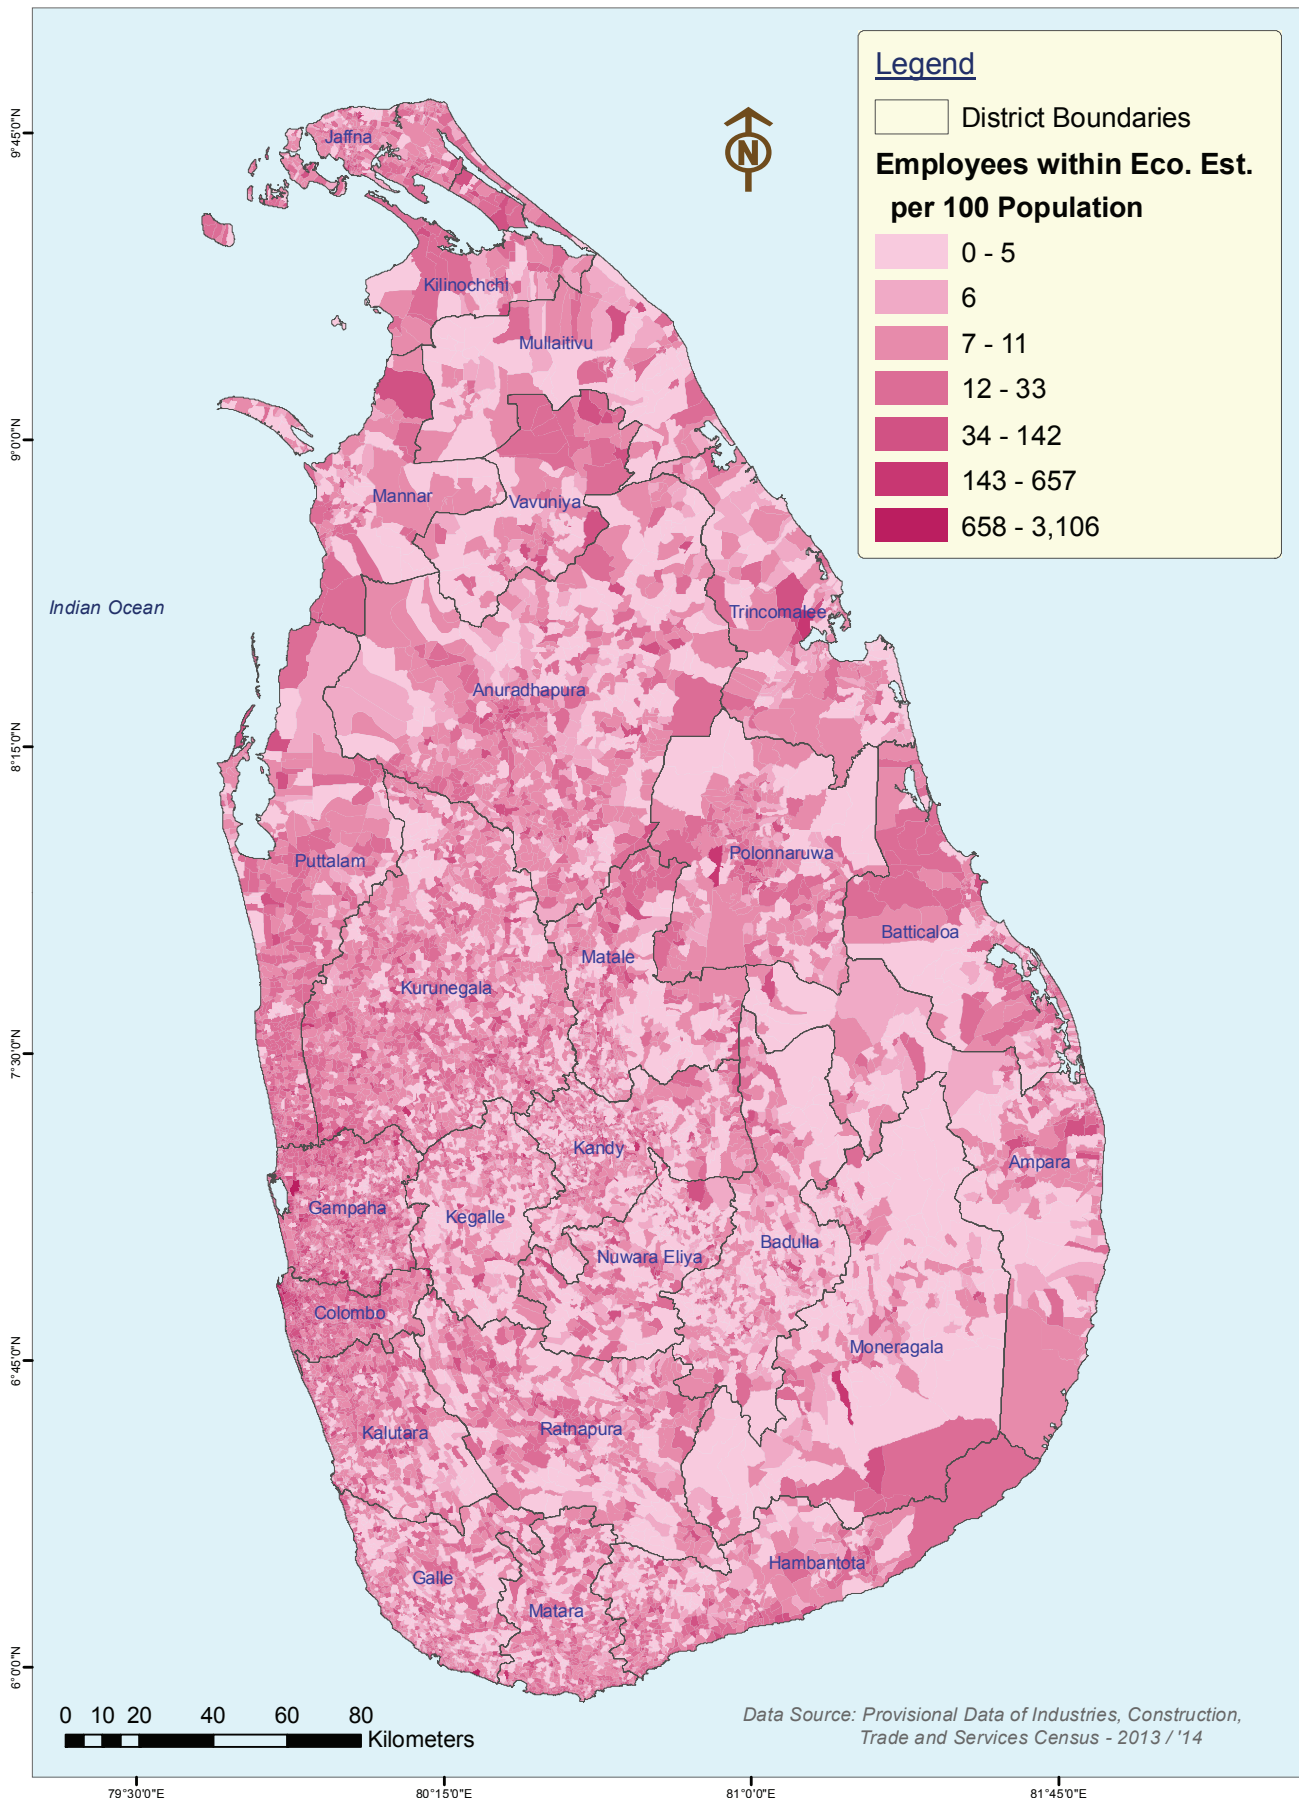 Legend
District Boundaries
Employees within Eco. Est.
per 100 Population
0 - 5
6
7 - 11
12 - 33
34 - 142
143 - 657
658 - 3,106
N
9°45'0"N
9°0'0"N
8°15'0"N
7°30'0"N
6°45'0"N
6°0'0"N
Jaffna
Kilinochchi
Mullaitivu
Mannar
Vavuniya
Indian Ocean
Trincomalee
Anuradhapura
Puttalam
Polonnaruwa
Batticaloa
Matale
Kurunegala
Kandy
Ampara
Gampaha
Kegalle
Nuwara Eliya
Badulla
Colombo
Moneragala
Kalutara
Ratnapura
Galle
Hambantota
Matara
0 10 20 40 60 80
Kilometers
Data Source: Provisional Data of Industries, Construction,
Trade and Services Census - 2013 / '14
79°30'0"E 80°15'0"E 81°0'0"E 81°45'0"E